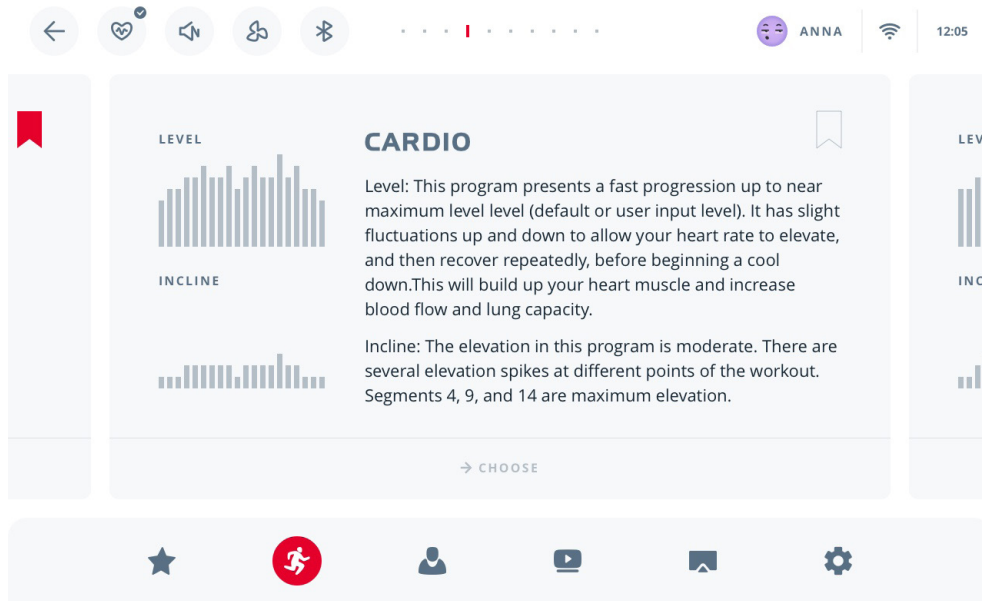 ANNA
12:05
LEVEL
CARDIO
Level: This program presents a fast progression up to near
maximum level level (default or user input level). It has slight
fluctuations up and down to allow your heart rate to elevate,
and then recover repeatedly, before beginning a cool
down.This will build up your heart muscle and increase
blood flow and lung capacity.
INCLINE
Incline: The elevation in this program is moderate. There are
several elevation spikes at different points of the workout.
Segments 4, 9, and 14 are maximum elevation.
CHOOSE
LEV
INC